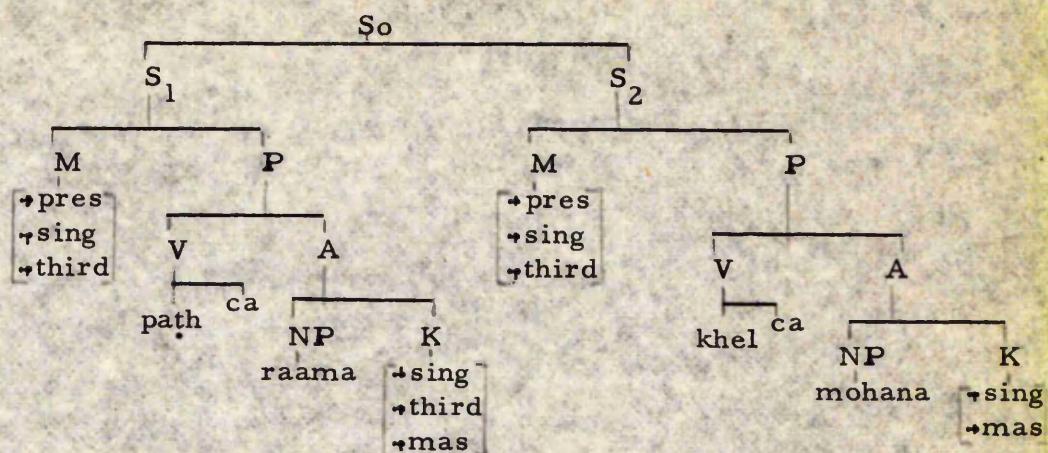 So
S1 S2
M P M P
+pres +pres
+sing +sing
+third V A +third V A
paṭh ca khel ca
NP K NP K
raama +sing mohana +sing
+third +mas
+mas